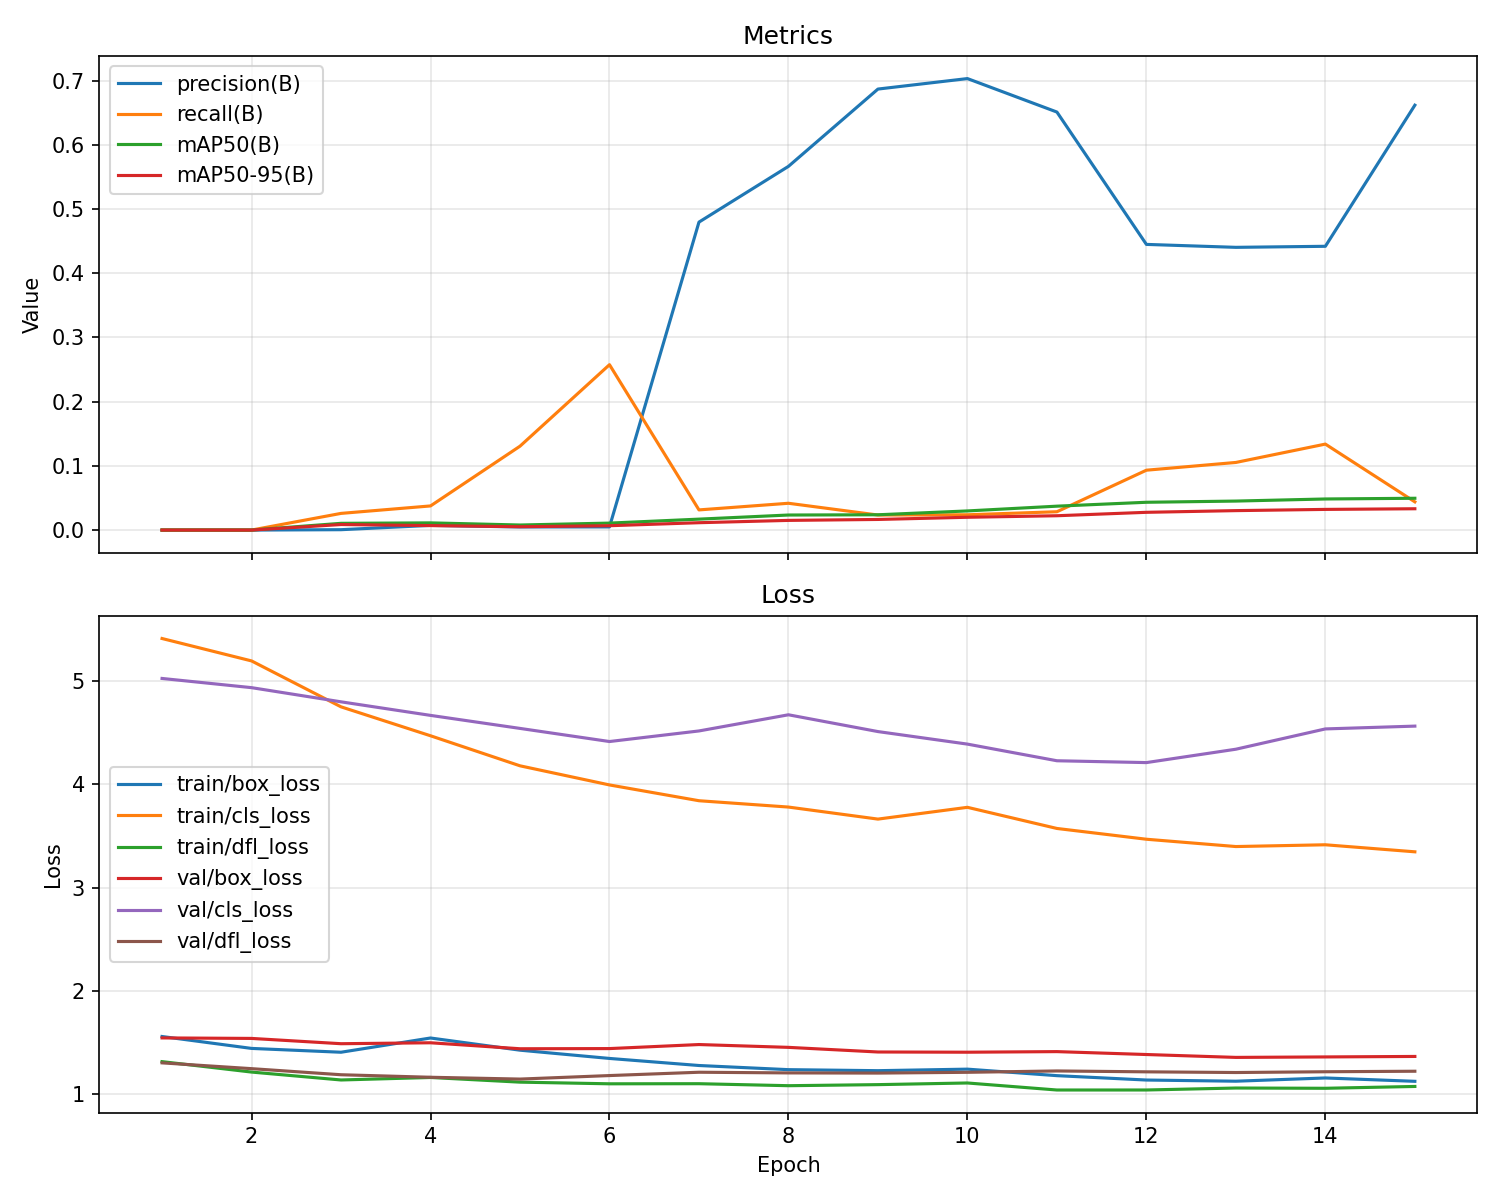 Metrics
precision(B)
recall(B)
mAP50(B)
mAP50-95(B)
0.7
0.6
0.5
0.4
0.3
0.2
0.1
0.0
Value
Loss
train/box_loss
train/cls_loss
train/dfl_loss
val/box_loss
val/cls_loss
val/dfl_loss
5
4
3
2
1
Loss
2 4 6 8 10 12 14
Epoch